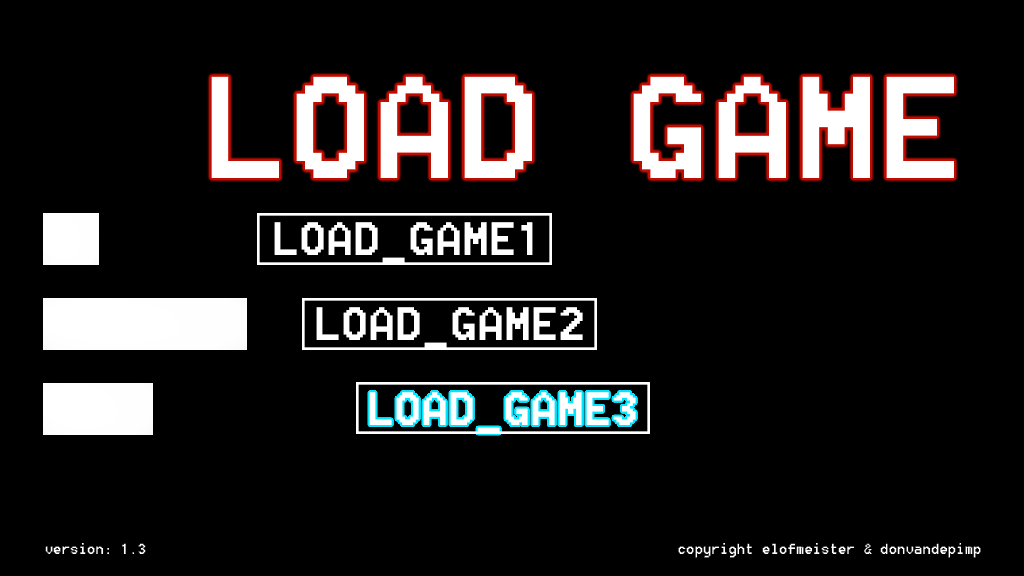 LOAD GAME
LOAD_GAME1
LOAD_GAME2
LOAD_GAME3
version: 1.3
copyright elofmeister & donvandepimp